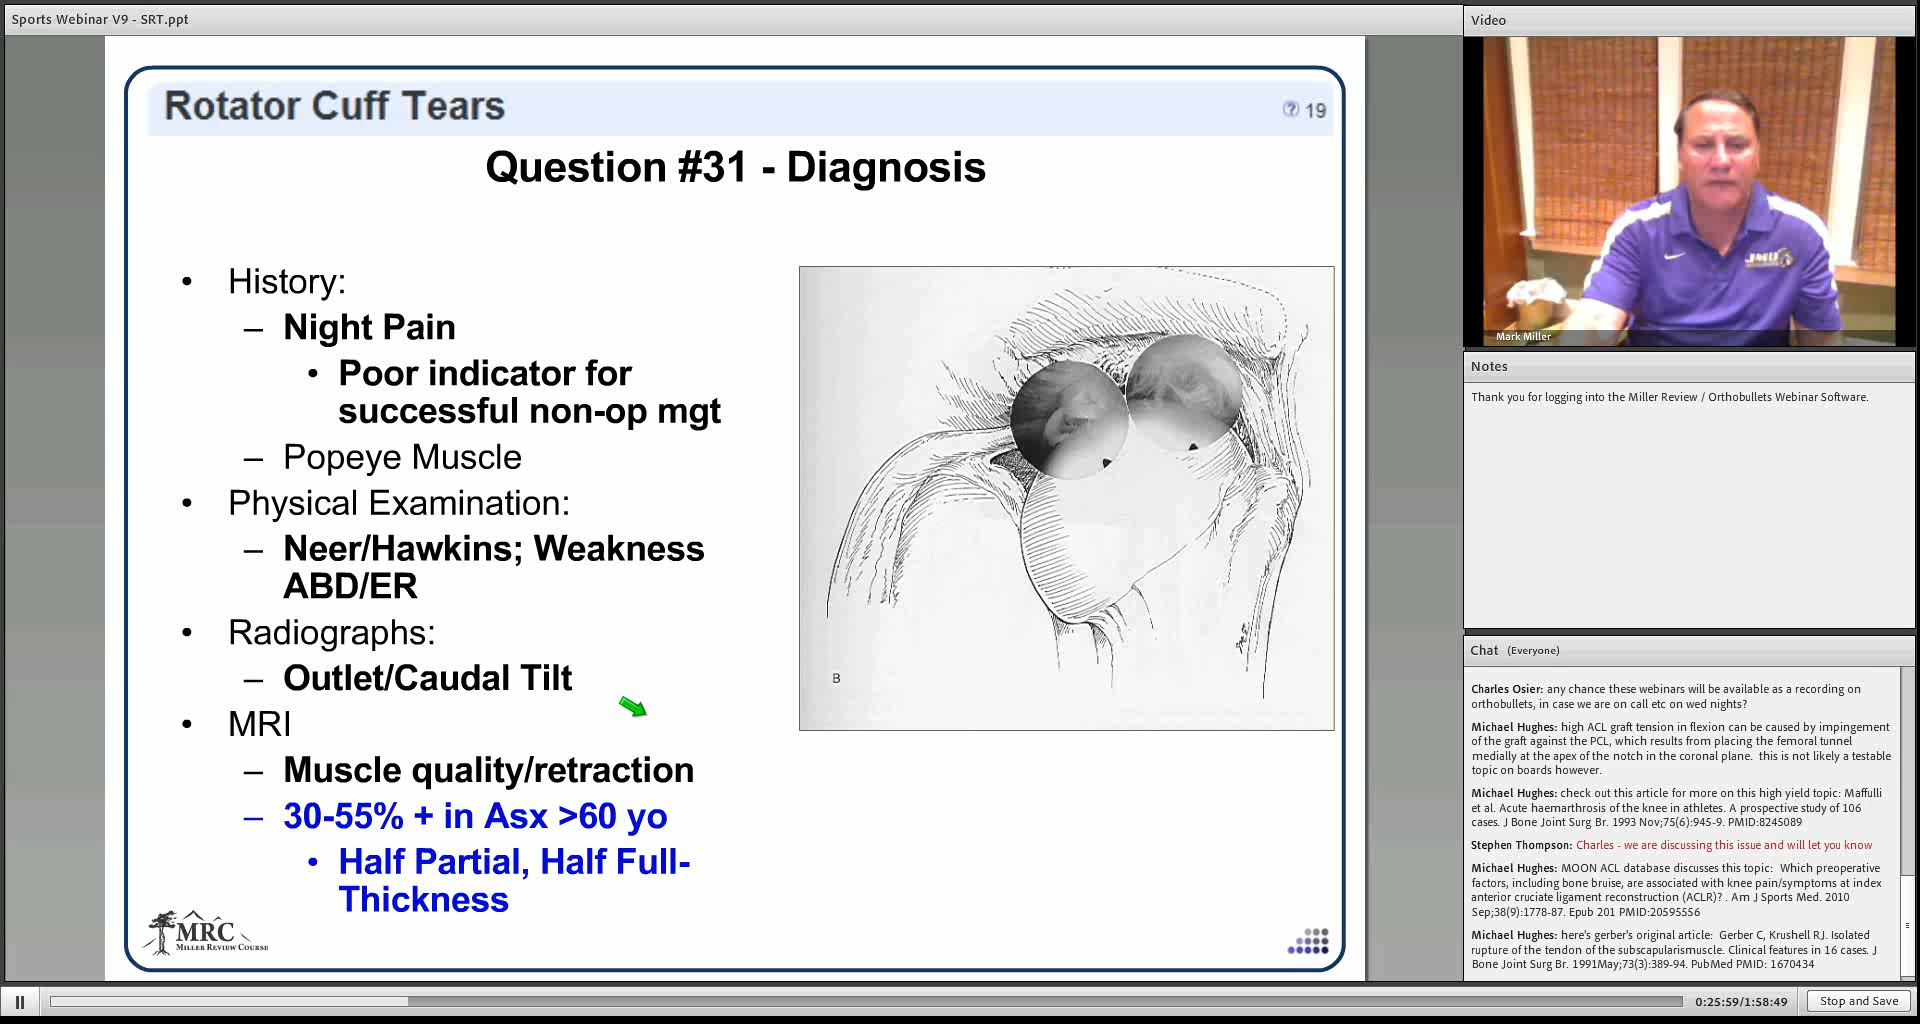 Sports Webinar V9 - SRT.ppt
Rotator Cuff Tears
? 19
Question #31 - Diagnosis
• History:
– Night Pain
• Poor indicator for
successful non-op mgt
– Popeye Muscle
• Physical Examination:
– Neer/Hawkins; Weakness
ABD/ER
• Radiographs:
– Outlet/Caudal Tilt
• MRI
– Muscle quality/retraction
– 30-55% + in Asx >60 yo
• Half Partial, Half Full-
Thickness
B
MRC
MILLER REVIEW COURSE
Video
JMU
Mark Miller
Notes
Thank you for logging into the Miller Review / Orthobullets Webinar Software.
Chat (Everyone)
Charles Osier: any chance these webinars will be available as a recording on
orthobullets, in case we are on call etc on wed nights?
Michael Hughes: high ACL graft tension in flexion can be caused by impingement
of the graft against the PCL, which results from placing the femoral tunnel
medially at the apex of the notch in the coronal plane. this is not likely a testable
topic on boards however.
Michael Hughes: check out this article for more on this high yield topic: Maffulli
et al. Acute haemarthrosis of the knee in athletes. A prospective study of 106
cases. J Bone Joint Surg Br. 1993 Nov;75(6):945-9. PMID:8245089
Stephen Thompson: Charles - we are discussing this issue and will let you know
Michael Hughes: MOON ACL database discusses this topic: Which preoperative
factors, including bone bruise, are associated with knee pain/symptoms at index
anterior cruciate ligament reconstruction (ACLR)? . Am J Sports Med. 2010
Sep;38(9):1778-87. Epub 201 PMID:20595556
Michael Hughes: here's gerber's original article: Gerber C, Krushell RJ. Isolated
rupture of the tendon of the subscapularismuscle. Clinical features in 16 cases. J
Bone Joint Surg Br. 1991May;73(3):389-94. PubMed PMID: 1670434
0:25:59/1:58:49
Stop and Save